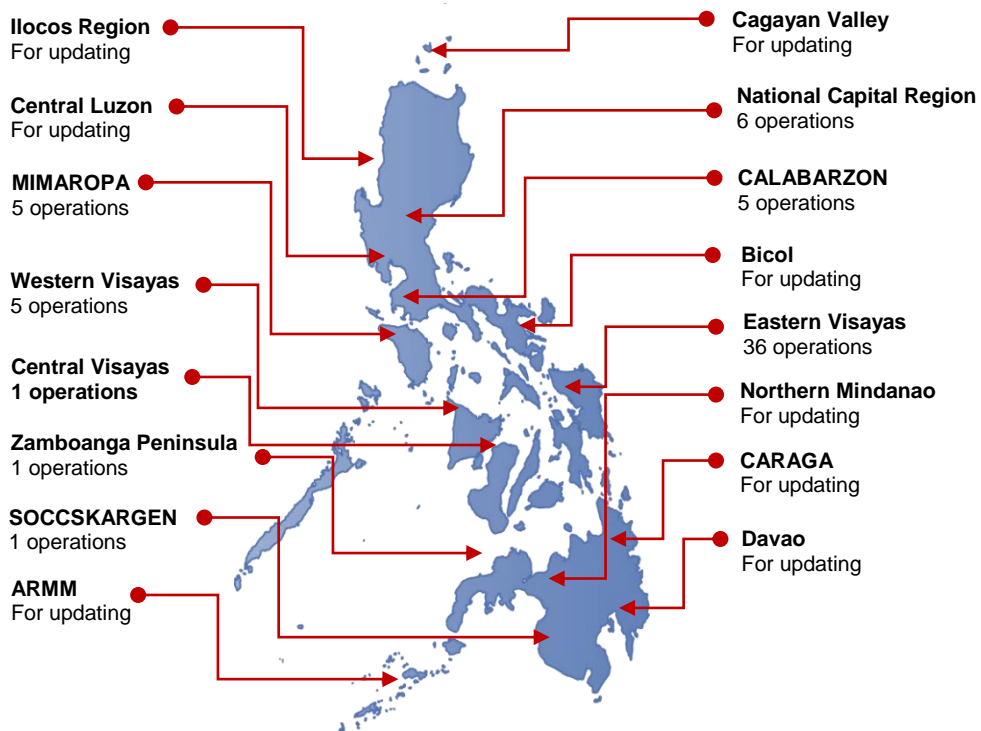 Ilocos Region
For updating
Cagayan Valley
For updating
Central Luzon
For updating
National Capital Region
6 operations
MIMAROPA
5 operations
CALABARZON
5 operations
Western Visayas
5 operations
Bicol
For updating
Eastern Visayas
36 operations
Central Visayas
1 operations
Northern Mindanao
For updating
Zamboanga Peninsula
1 operations
CARAGA
For updating
SOCCSKARGEN
1 operations
Davao
For updating
ARMM
For updating